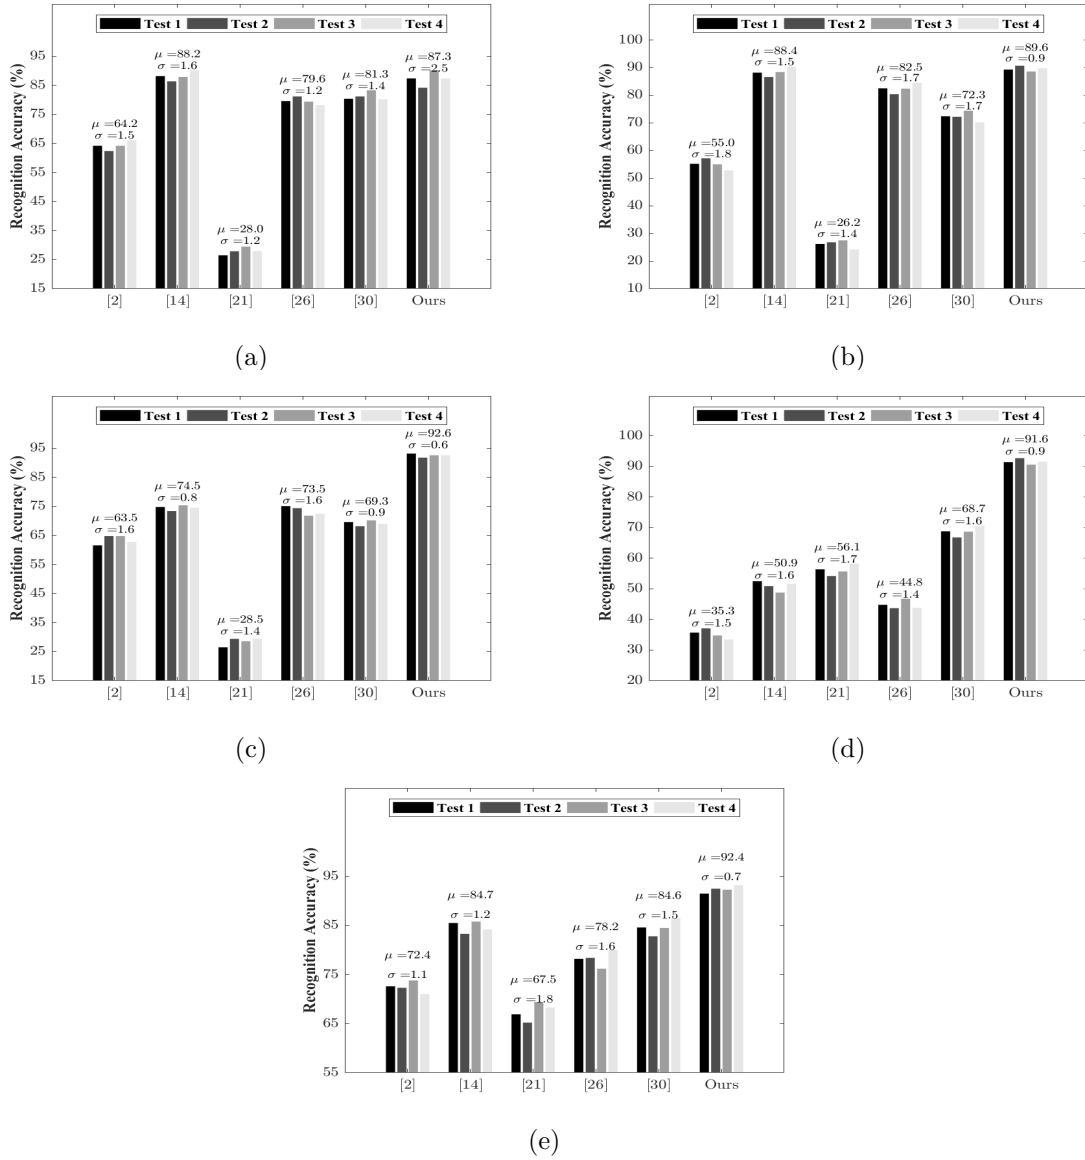 Test 1 Test 2 Test 3 Test 4
Recognition Accuracy (%)
95
85
75
65
55
45
35
25
15
μ =64.2
σ =1.5
μ =88.2
σ =1.6
μ =28.0
σ =1.2
μ =79.6
σ =1.2
μ =81.3
σ =1.4
μ =87.3
σ =2.5
[2] [14] [21] [26] [30] Ours
(a)
Test 1 Test 2 Test 3 Test 4
Recognition Accuracy (%)
100
90
80
70
60
50
40
30
20
10
μ =55.0
σ =1.8
μ =88.4
σ =1.5
μ =26.2
σ =1.4
μ =82.5
σ =1.7
μ =72.3
σ =1.7
μ =89.6
σ =0.9
[2] [14] [21] [26] [30] Ours
(b)
Test 1 Test 2 Test 3 Test 4
Recognition Accuracy (%)
95
85
75
65
55
45
35
25
15
μ =63.5
σ =1.6
μ =74.5
σ =0.8
μ =28.5
σ =1.4
μ =73.5
σ =1.6
μ =69.3
σ =0.9
μ =92.6
σ =0.6
[2] [14] [21] [26] [30] Ours
(c)
Test 1 Test 2 Test 3 Test 4
Recognition Accuracy (%)
100
90
80
70
60
50
40
30
20
μ =35.3
σ =1.5
μ =50.9
σ =1.6
μ =56.1
σ =1.7
μ =44.8
σ =1.4
μ =68.7
σ =1.6
μ =91.6
σ =0.9
[2] [14] [21] [26] [30] Ours
(d)
Test 1 Test 2 Test 3 Test 4
Recognition Accuracy (%)
95
85
75
65
55
μ =72.4
σ =1.1
μ =84.7
σ =1.2
μ =67.5
σ =1.8
μ =78.2
σ =1.6
μ =84.6
σ =1.5
μ =92.4
σ =0.7
[2] [14] [21] [26] [30] Ours
(e)